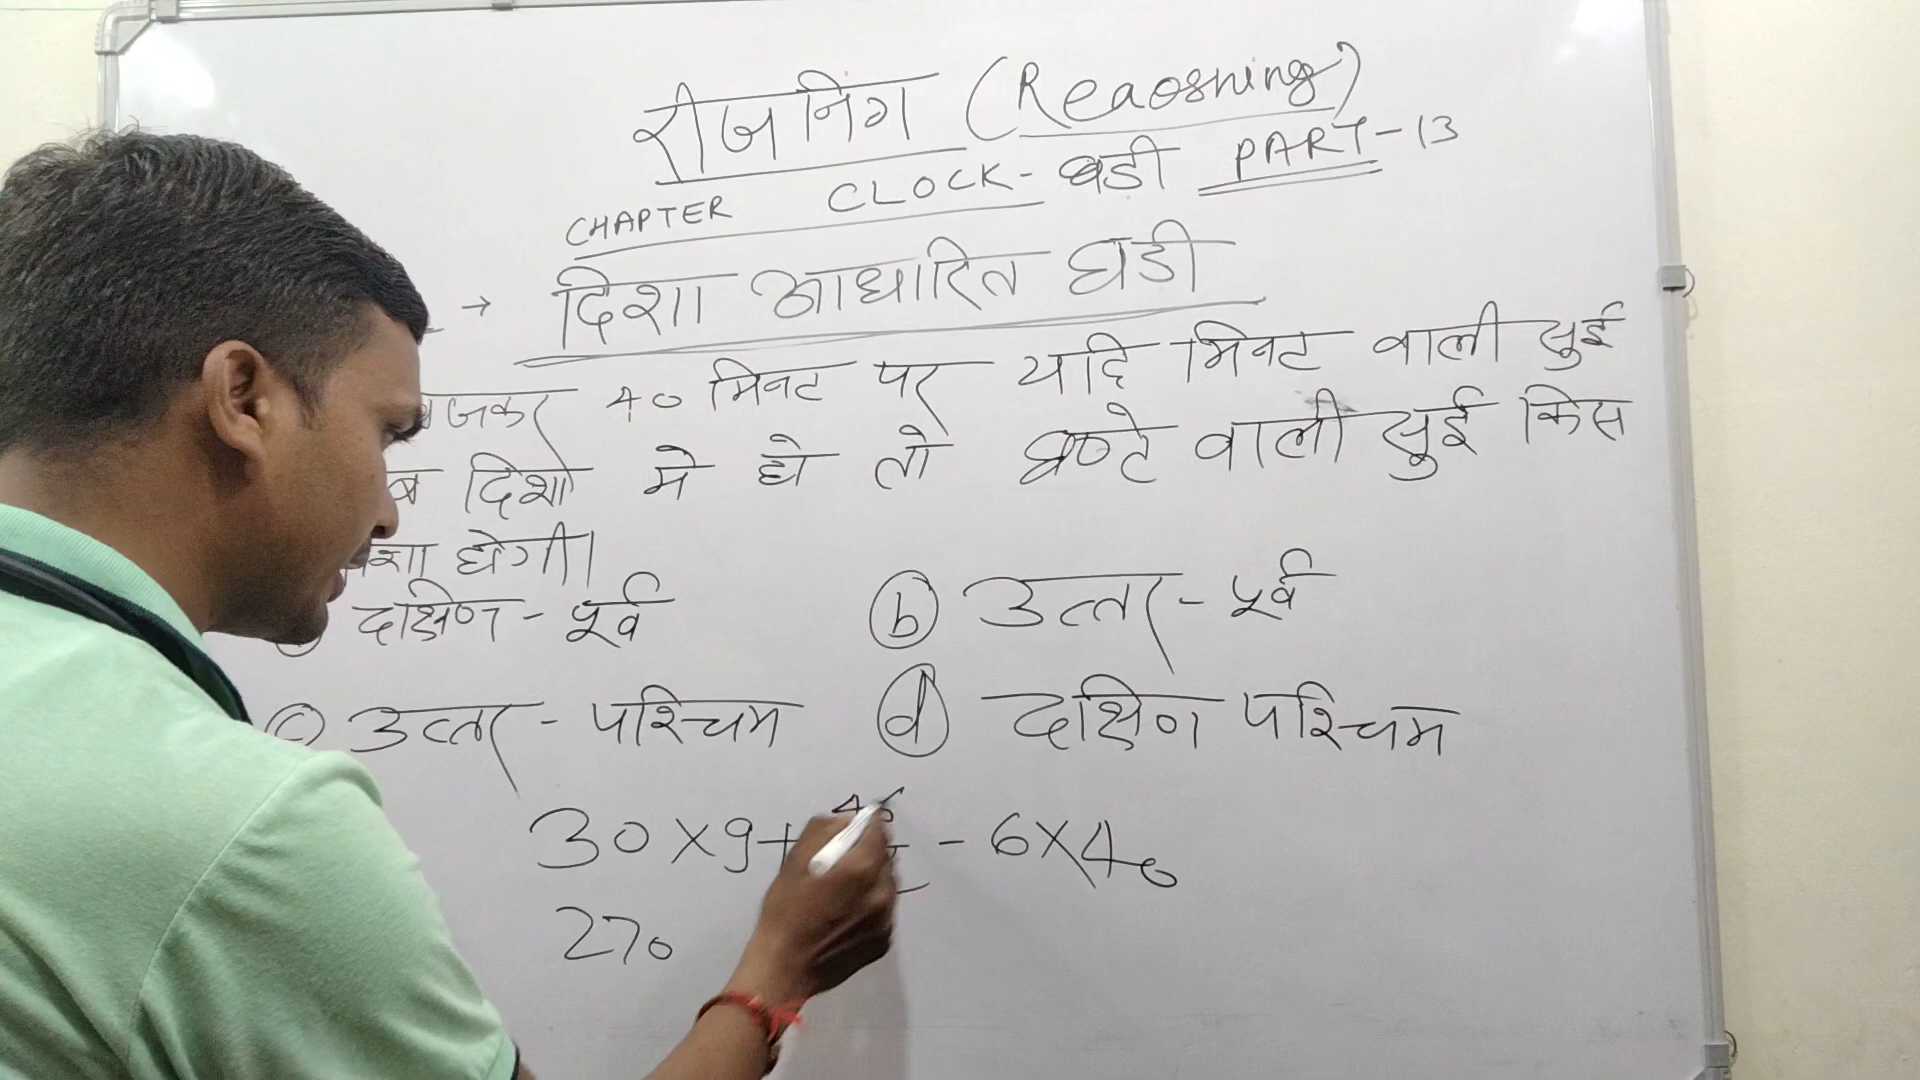 रीजनिंग (Reaosning)
CHAPTER CLOCK- घडी PART-13
→ दिशा आधारित घडी
बजकर 40 मिनट पर यदि मिनट वाली सुई
ब दिशा मे हो तो घण्टे वाली सुई किस
शा होगी।
दक्षिण - पूर्व (b) उत्तर - पूर्व
(c) उत्तर - पश्चिम (d) दक्षिण पश्चिम
30×9+ - 6×40
270